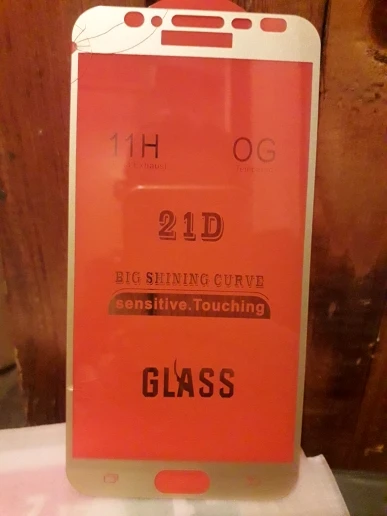 11H OG
21D
BIG SHINING CURVE
sensitive.Touching
GLASS